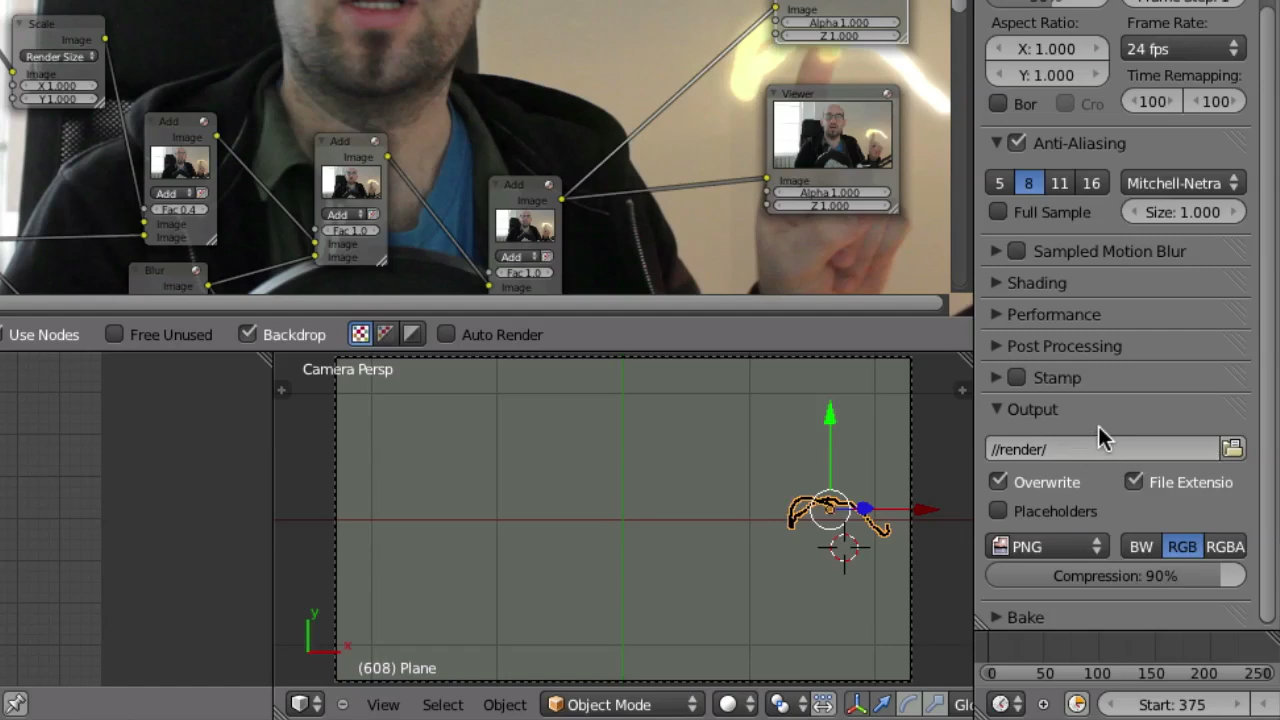 Scale
Image
Render Size
Image
X 1.000
Y 1.000
Add
Image
Add
Fac 0.4
Image
Image
Blur
Image
Add
Image
Add
Fac 1.0
Image
Image
Add
Image
Add
Fac 1.0
Image
Image
Alpha 1.000
Z 1.000
Viewer
Image
Alpha 1.000
Z 1.000
Use Nodes
Free Unused
Backdrop
Auto Render
Camera Persp
y
x
(608) Plane
View
Select
Object
Object Mode
Aspect Ratio:
Frame Rate:
X: 1.000
24 fps
Y: 1.000
Time Remapping:
Bor
Cro
100
100
Anti-Aliasing
5
8
11
16
Mitchell-Netra
Full Sample
Size: 1.000
Sampled Motion Blur
Shading
Performance
Post Processing
Stamp
Output
//render/
Overwrite
File Extensio
Placeholders
PNG
BW
RGB
RGBA
Compression: 90%
Bake
0
50
100
150
200
250
Start: 375